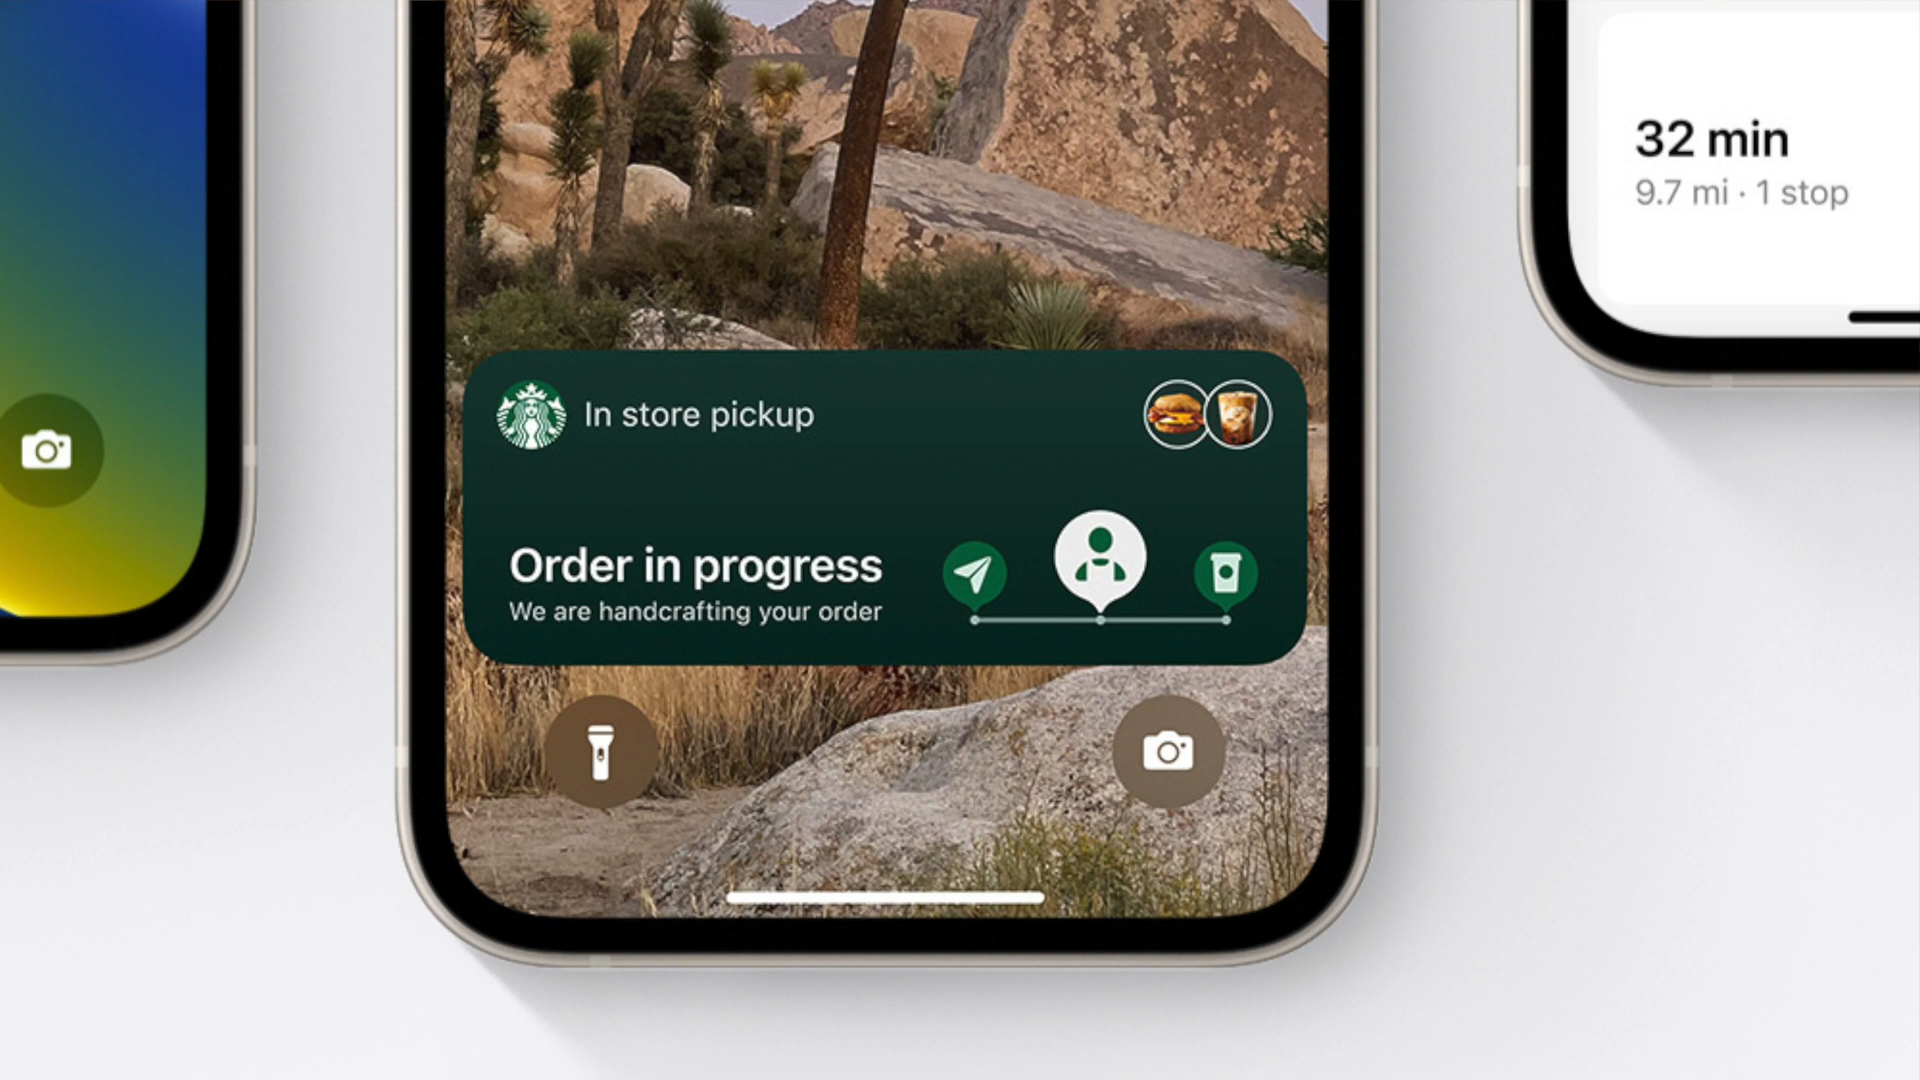 In store pickup
Order in progress
We are handcrafting your order
32 min
9.7 mi · 1 stop